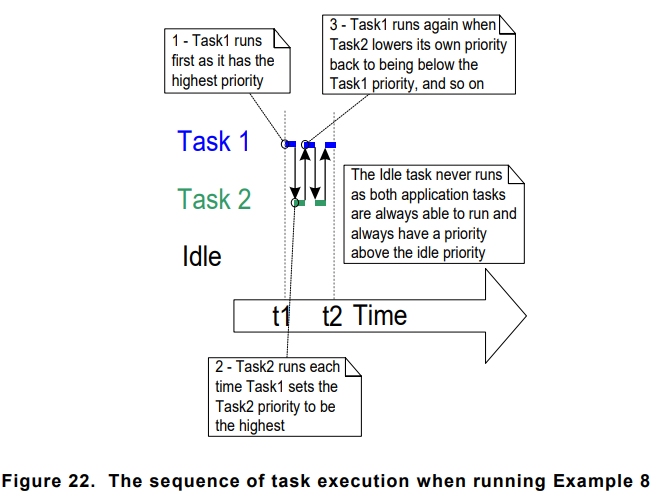 1 - Task1 runs
first as it has the
highest priority
3 - Task1 runs again when
Task2 lowers its own priority
back to being below the
Task1 priority, and so on
Task 1
Task 2
The Idle task never runs
as both application tasks
are always able to run and
always have a priority
above the idle priority
Idle
t1 t2 Time
2 - Task2 runs each
time Task1 sets the
Task2 priority to be
the highest
Figure 22. The sequence of task execution when running Example 8